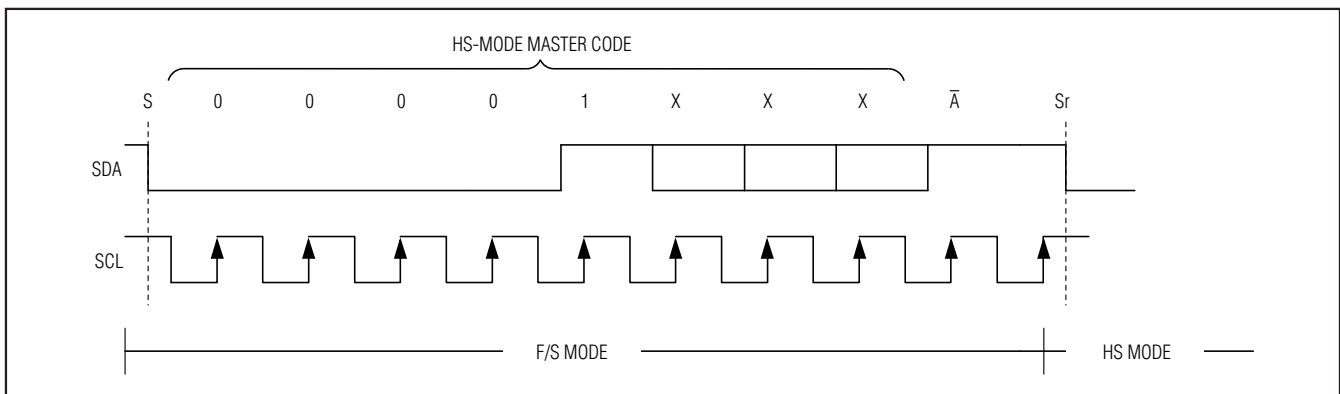 HS-MODE MASTER CODE
S 0 0 0 0 1 X X X A̅ Sr
SDA
SCL
F/S MODE HS MODE